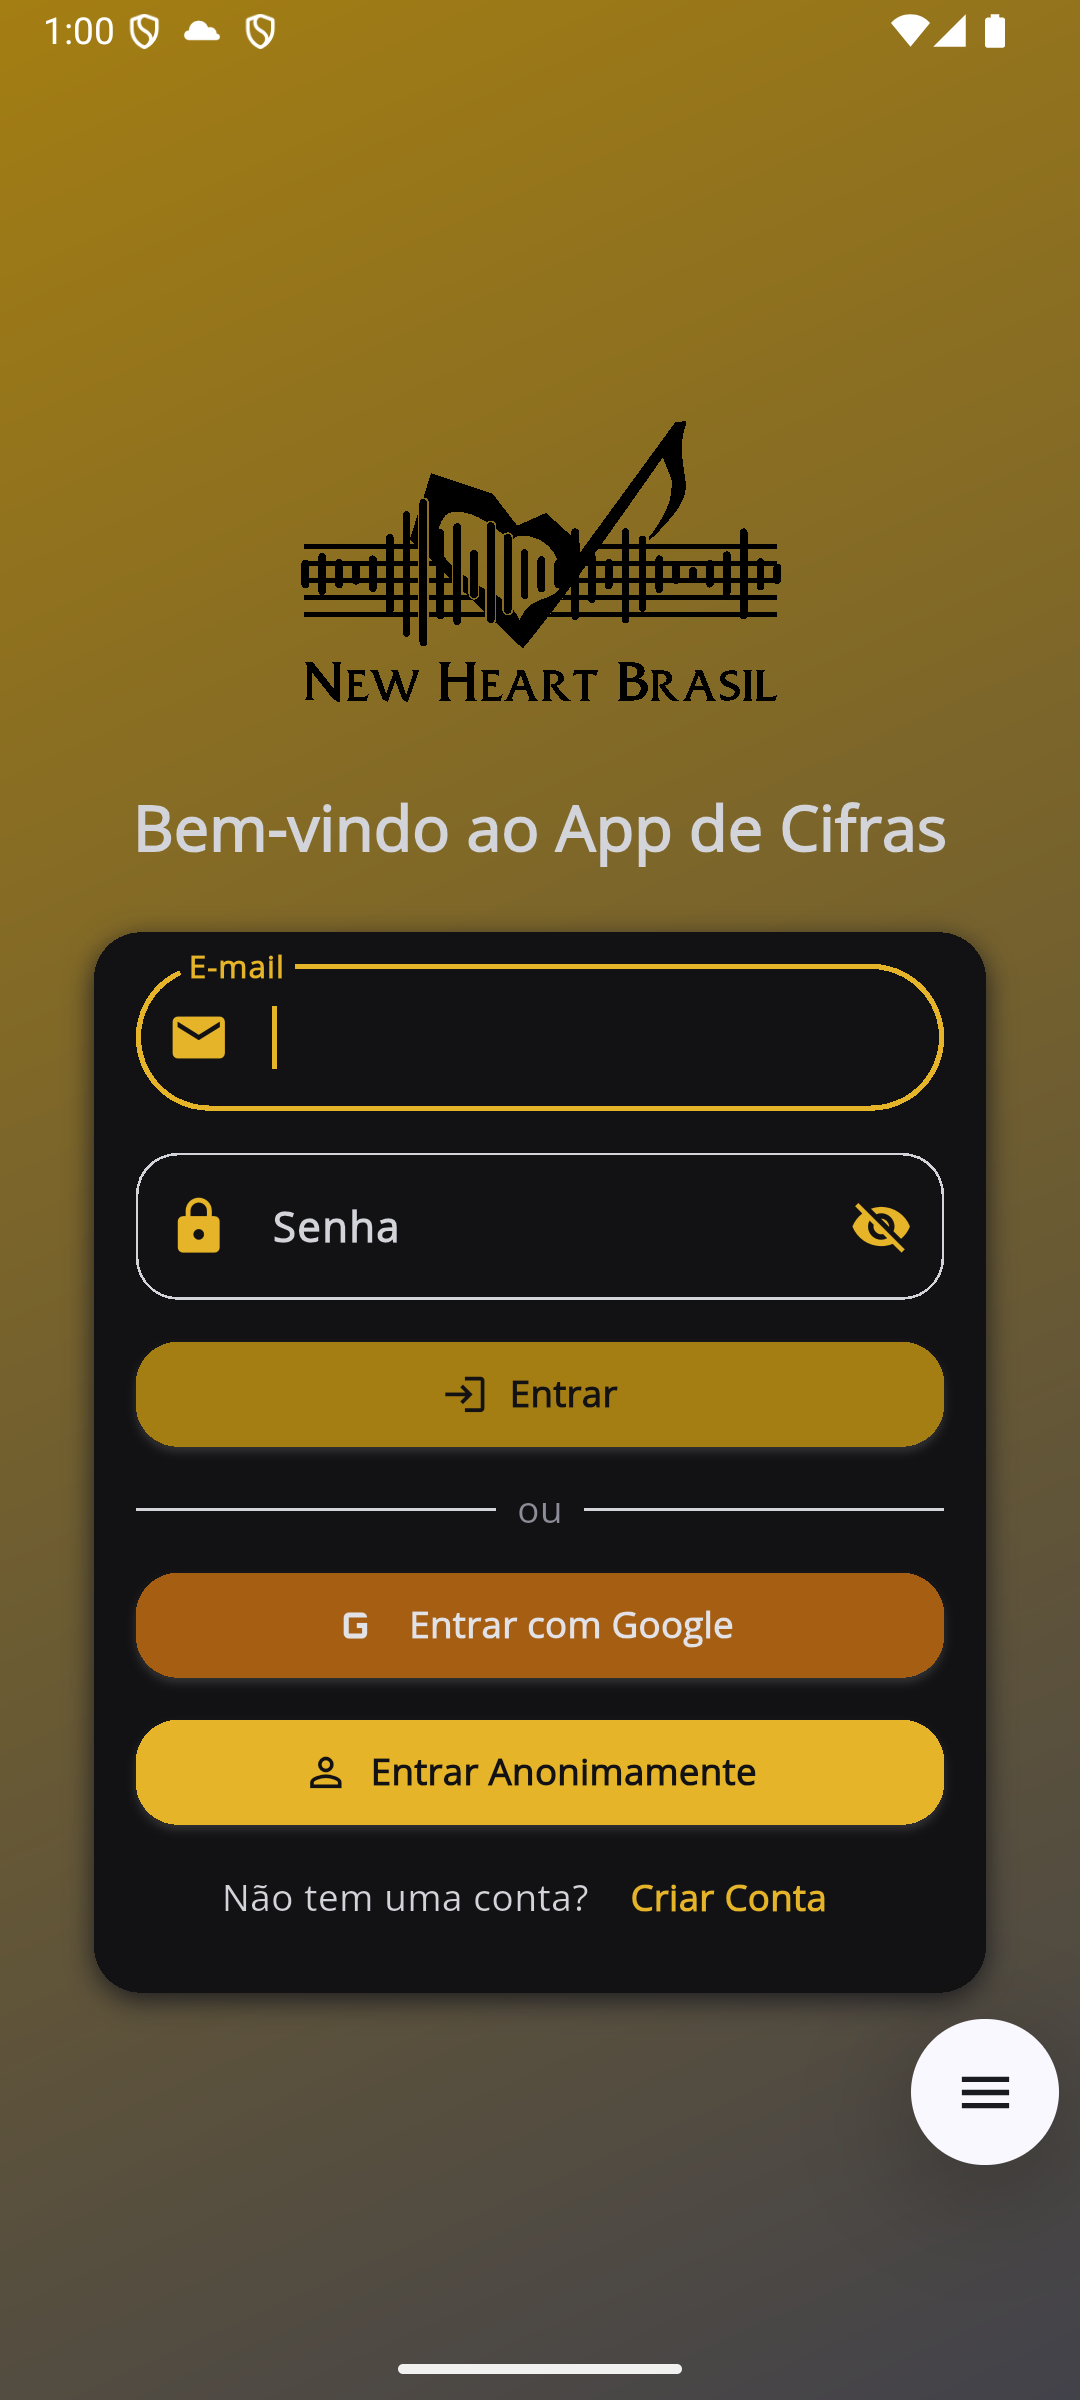 1:00
NEW HEART BRASIL
Bem-vindo ao App de Cifras
E-mail
Senha
Entrar
ou
G Entrar com Google
Entrar Anonimamente
Não tem uma conta? Criar Conta